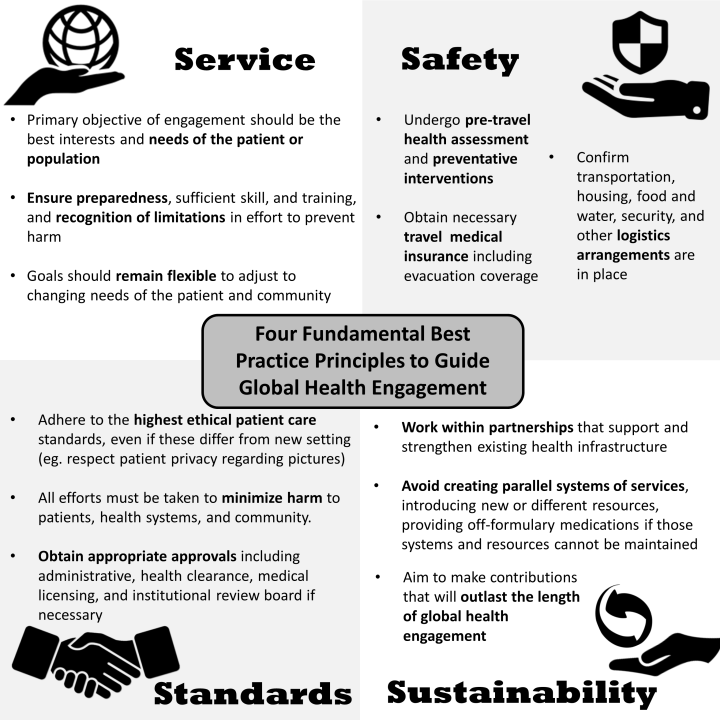 Service
• Primary objective of engagement should be the
best interests and needs of the patient or
population
• Ensure preparedness, sufficient skill, and training,
and recognition of limitations in effort to prevent
harm
• Goals should remain flexible to adjust to
changing needs of the patient and community
Safety
• Undergo pre-travel
health assessment
and preventative
interventions
• Obtain necessary
travel medical
insurance including
evacuation coverage
• Confirm
transportation,
housing, food and
water, security, and
other logistics
arrangements are
in place
Four Fundamental Best
Practice Principles to Guide
Global Health Engagement
• Adhere to the highest ethical patient care
standards, even if these differ from new setting
(eg. respect patient privacy regarding pictures)
• All efforts must be taken to minimize harm to
patients, health systems, and community.
• Obtain appropriate approvals including
administrative, health clearance, medical
licensing, and institutional review board if
necessary
Standards
• Work within partnerships that support and
strengthen existing health infrastructure
• Avoid creating parallel systems of services,
introducing new or different resources,
providing off-formulary medications if those
systems and resources cannot be maintained
• Aim to make contributions
that will outlast the length
of global health
engagement
Sustainability